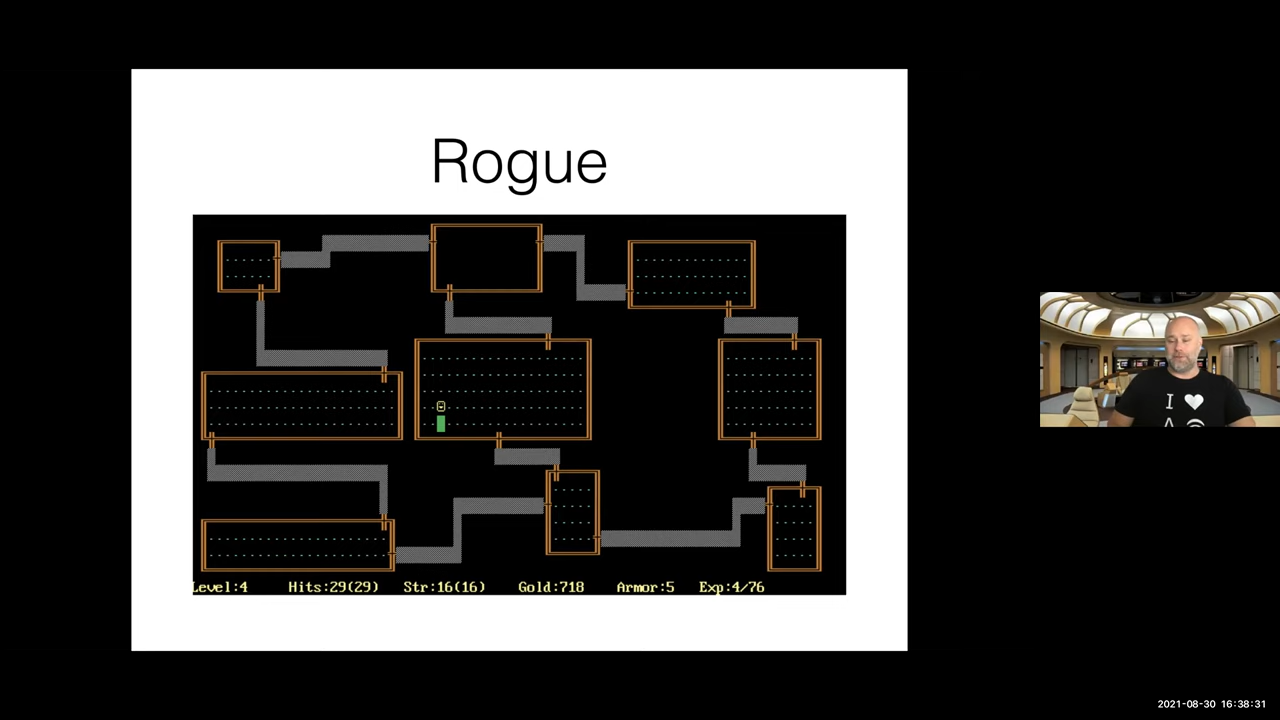 Rogue
Level:4 Hits:29(29) Str:16(16) Gold:718 Armor:5 Exp:4/76
I ♥
2021-08-30 16:38:31